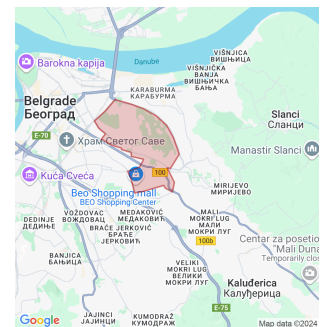 VIŠNJICA
ВИШЊИЦА
Barokna kapija
Danube
VIŠNJIČKA
BANJA
ВИШЊИЧКА
БАЊА
KARABURMA
КАРАБУРМА
Belgrade
Београд
Slanci
Сланци
E-70
Храм Светог Саве
Manastir Slanci
Kuća Cveća
100
Beo Shopping mall
BEO Shopping Center
MIRIJEVO
МИРИЈЕВО
VOŽDOVAC
ВОЖДОВАЦ
MEDAKOVIĆ
МЕДАКОВИЋ
MALI
MOKRI LUG
МАЛИ
МОКРИ ЛУГ
DEDINJE
ДЕДИЊЕ
BRAĆE JERKOVIĆ
БРАЋЕ
ЈЕРКОВИЋ
100b
Centar za posetio
"Mali Duna
Temporarily clos
BANJICA
БАЊИЦА
VELIKI
MOKRI LUG
ВЕЛИКИ
МОКРИ ЛУГ
Kaluđerica
Калуђерица
E-75
JAJINCI
ЈАЈИНЦИ
KUMODRAŽ
КУМОДРАЖ
Google
Map data ©2024